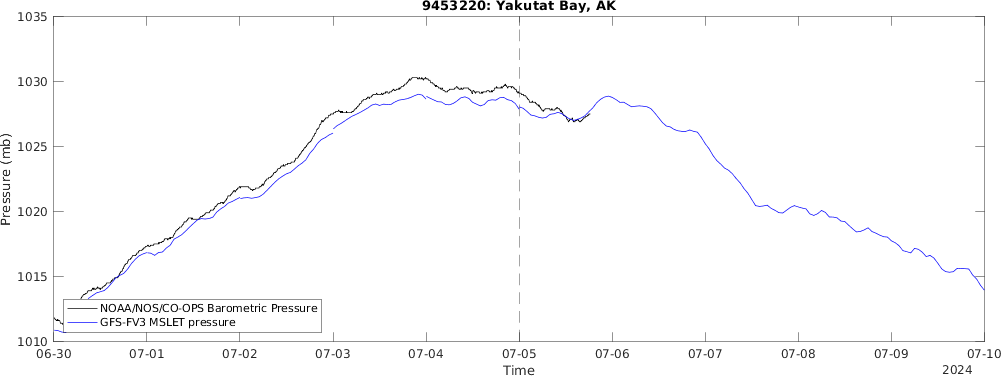 9453220: Yakutat Bay, AK
Pressure (mb)
1035
1030
1025
1020
1015
1010
NOAA/NOS/CO-OPS Barometric Pressure
GFS-FV3 MSLET pressure
06-30 07-01 07-02 07-03 07-04 07-05 07-06 07-07 07-08 07-09 07-10
Time
2024